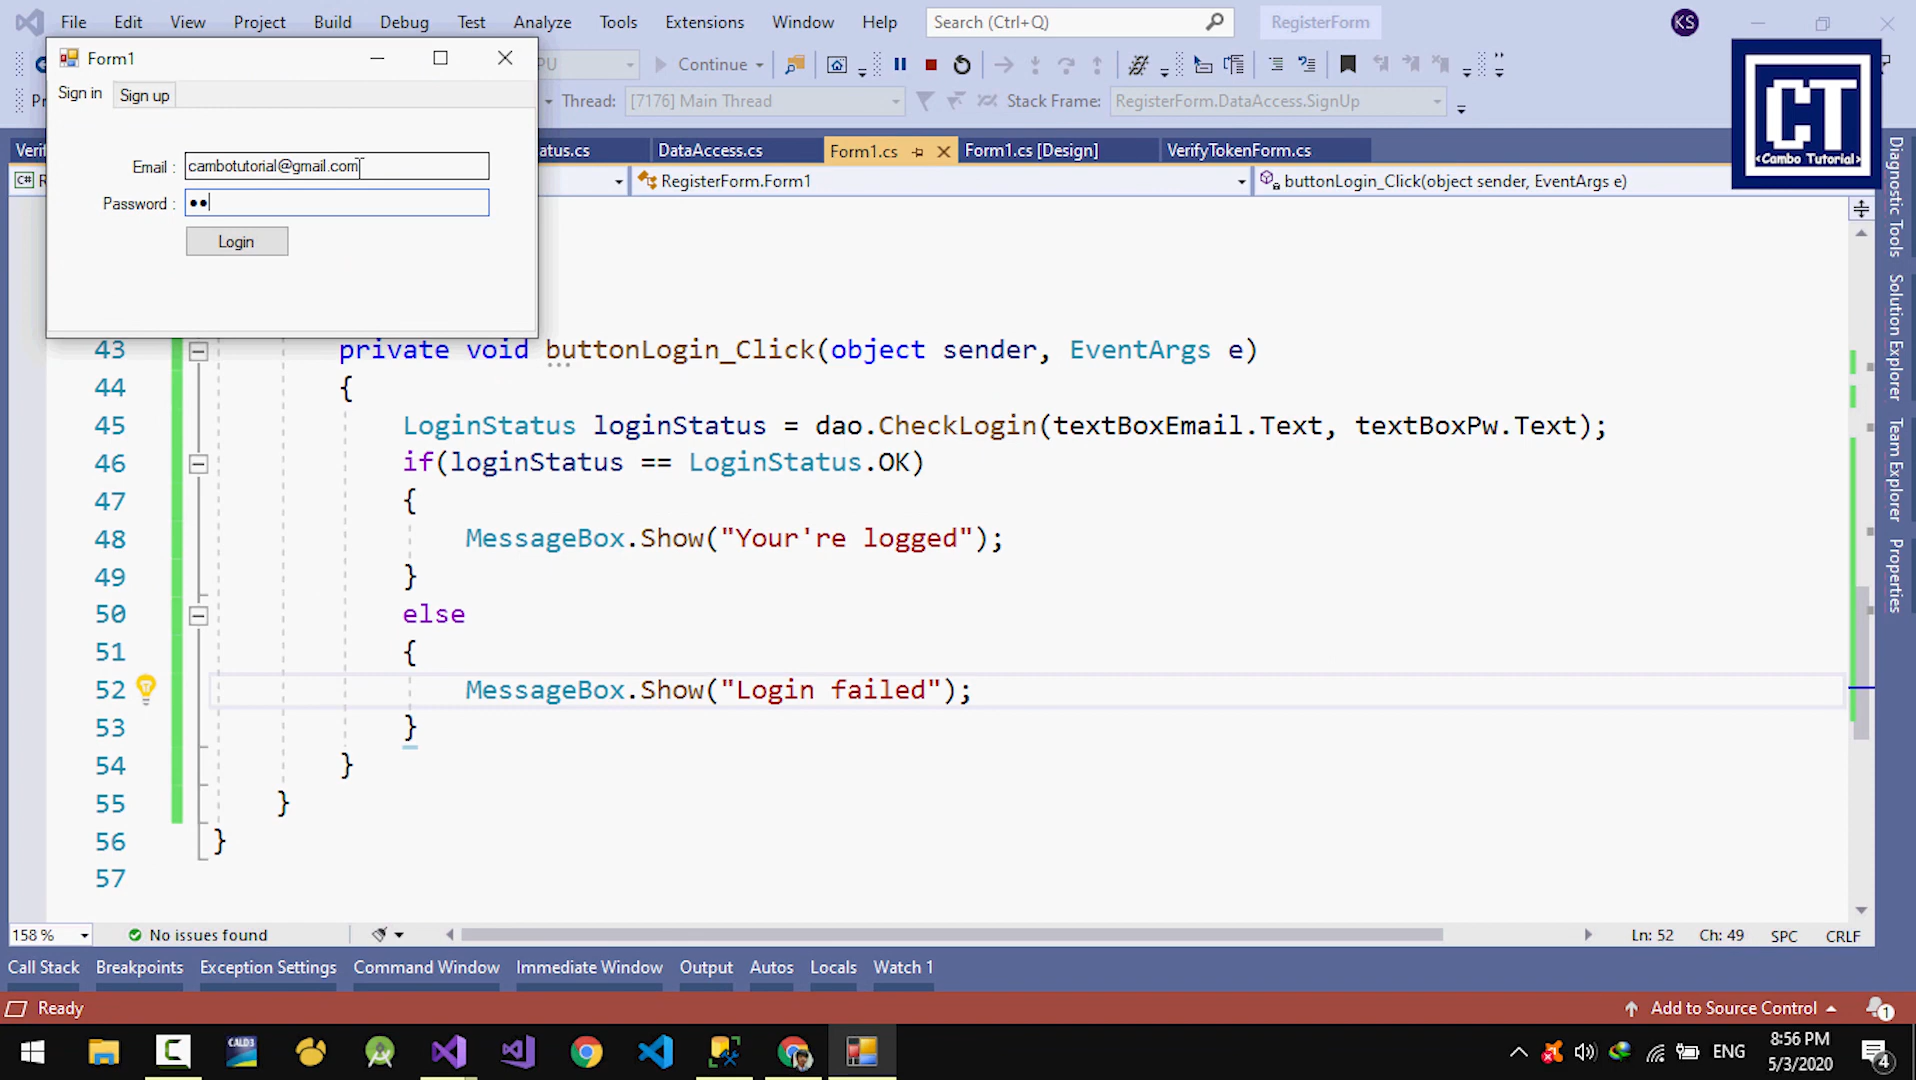 File Edit View Project Build Debug Test Analyze Tools Extensions Window Help Search (Ctrl+Q) RegisterForm KS
Form1
PU Continue
Sign in Sign up
Thread: [7176] Main Thread Stack Frame: RegisterForm.DataAccess.SignUp
CT
<Cambo Tutorial>
Verif atus.cs DataAccess.cs Form1.cs Form1.cs [Design] VerifyTokenForm.cs
Email : cambotutorial@gmail.com
C# R RegisterForm.Form1 buttonLogin_Click(object sender, EventArgs e)
Password : ●●
Login
Diagnostic Tools
Solution Explorer
Team Explorer
Properties
43 private void buttonLogin_Click(object sender, EventArgs e)
44 {
45 LoginStatus loginStatus = dao.CheckLogin(textBoxEmail.Text, textBoxPw.Text);
46 if(loginStatus == LoginStatus.OK)
47 {
48 MessageBox.Show("Your're logged");
49 }
50 else
51 {
52 MessageBox.Show("Login failed");
53 }
54 }
55 }
56 }
57
158 % No issues found Ln: 52 Ch: 49 SPC CRLF
Call Stack Breakpoints Exception Settings Command Window Immediate Window Output Autos Locals Watch 1
Ready Add to Source Control 1
CALD3 ENG 8:56 PM
5/3/2020 4